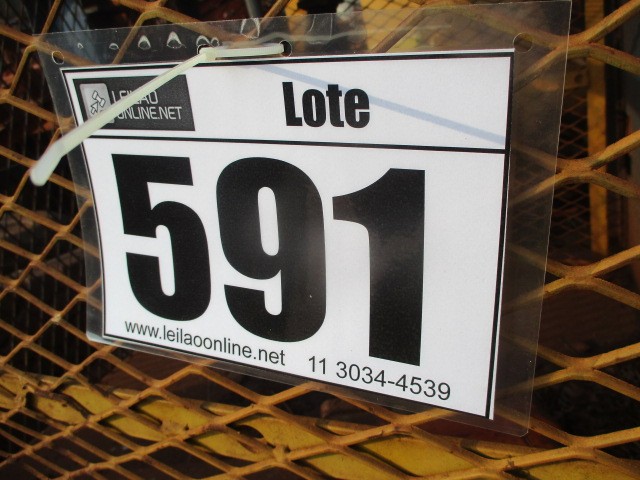 LEILAO
ONLINE.NET
Lote
591
www.leilaoonline.net 11 3034-4539